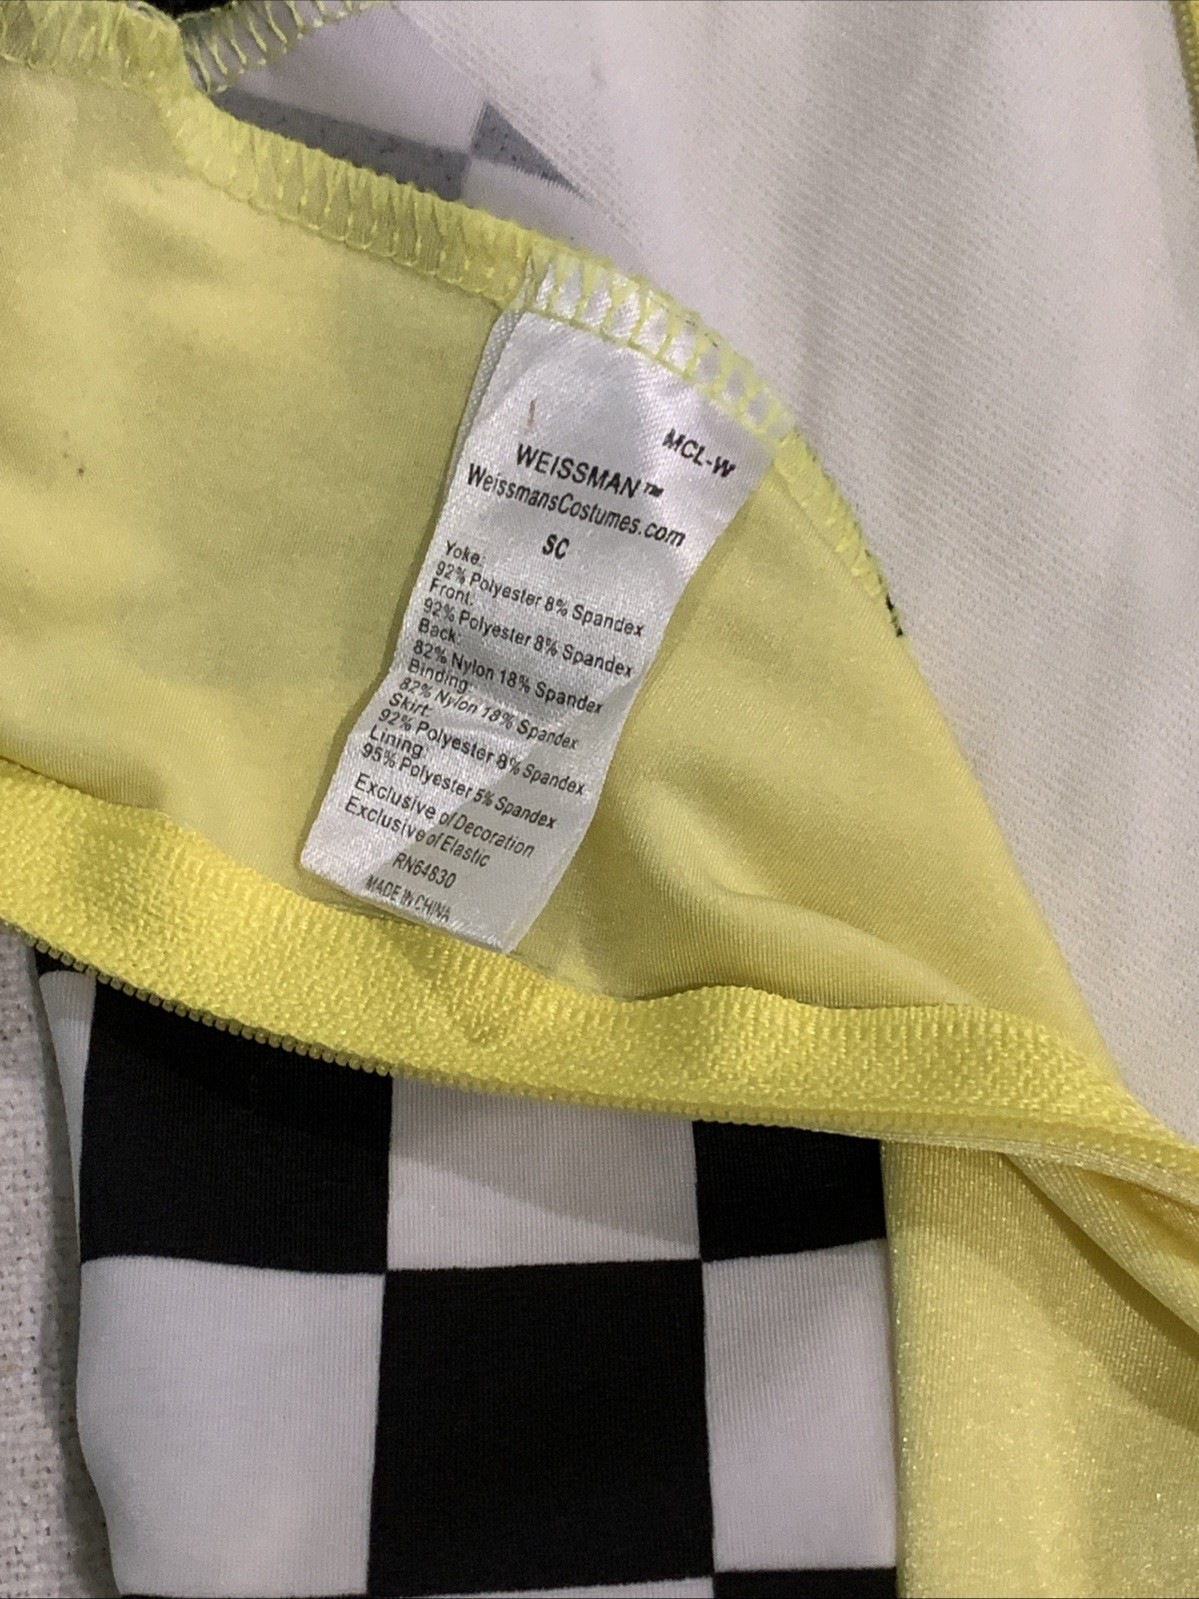 MCL-W
WEISSMAN™
WeissmansCostumes.com
SC
Yoke:
92% Polyester 8% Spandex
Front:
92% Polyester 8% Spandex
Back:
82% Nylon 18% Spandex
Binding:
82% Nylon 18% Spandex
Skirt:
92% Polyester 8% Spandex
Lining:
95% Polyester 5% Spandex
Exclusive of Decoration
Exclusive of Elastic
RN64830
MADE IN CHINA